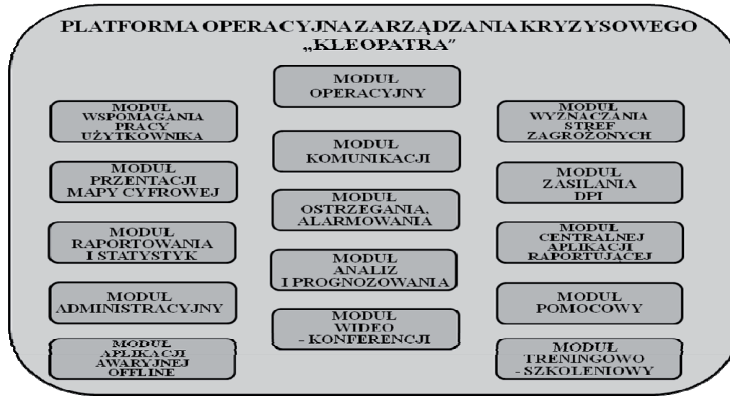 PLATFORMA OPERACYJNA ZARZĄDZANIA KRYZYSOWEGO
„KLEOPATRA”
MODUŁ
WSPOMAGANIA
PRACY
UŻYTKOWNIKA
MODUŁ
PRZENTACJI
MAPY CYFROWEJ
MODUŁ
RAPORTOWANIA
I STATYSTYK
MODUŁ
ADMINISTRACYJNY
MODUŁ
APLIKACJI
AWARYJNEJ
OFFLINE
MODUŁ
OPERACYJNY
MODUŁ
KOMUNIKACJI
MODUŁ
OSTRZEGANIA,
ALARMOWANIA
MODUŁ
ANALIZ
I PROGNOZOWANIA
MODUŁ
WIDEO
- KONFERENCJI
MODUŁ
WYZNACZANIA
STREF
ZAGROŻONYCH
MODUŁ
ZASILANIA
DPI
MODUŁ
CENTRALNEJ
APLIKACJI
RAPORTUJĄCEJ
MODUŁ
POMOCOWY
MODUŁ
TRENINGOWO
- SZKOLENIOWY